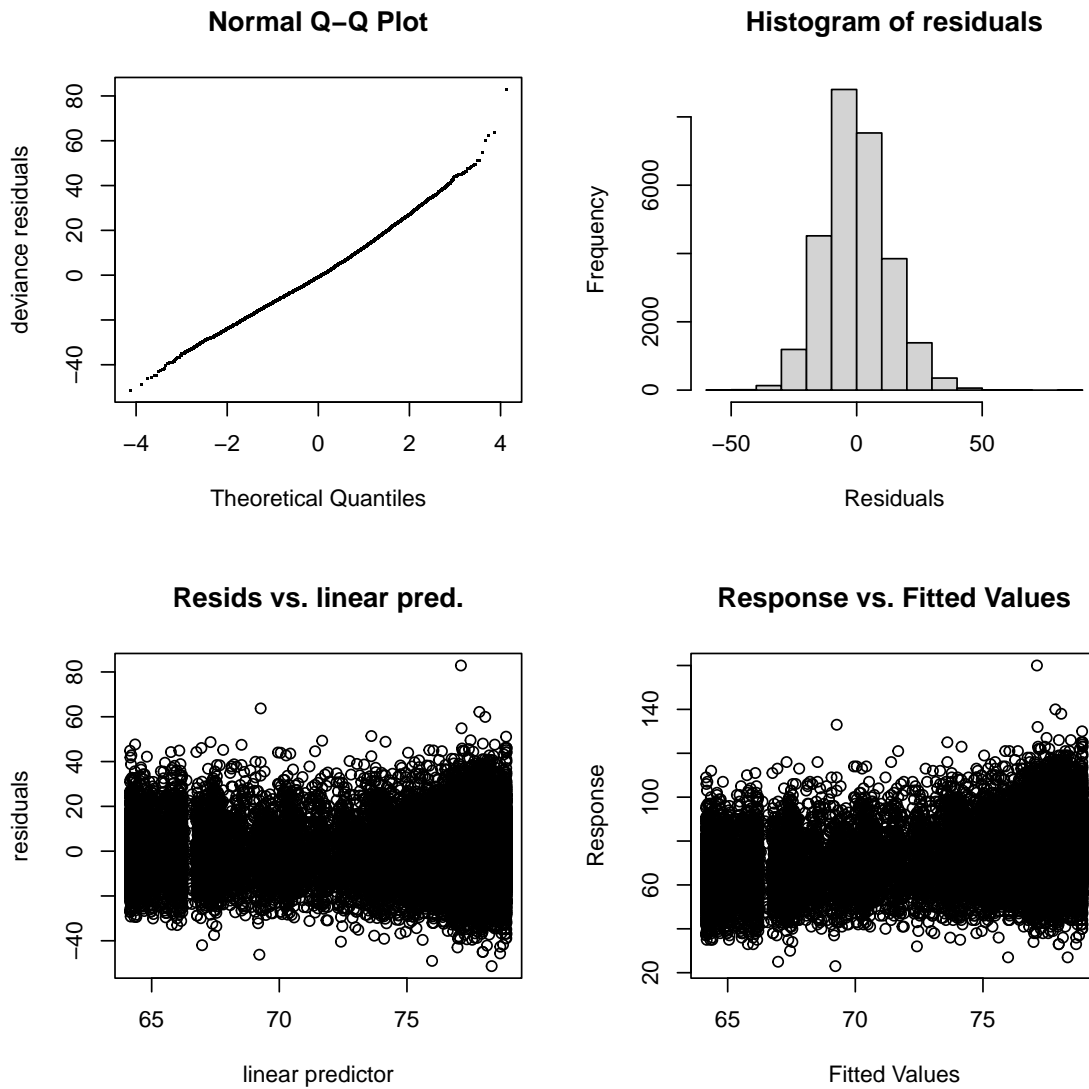 Normal Q−Q Plot
deviance residuals
80
60
40
20
0
−40
−4
−2
0
2
4
Theoretical Quantiles
Histogram of residuals
Frequency
6000
2000
0
−50
0
50
Residuals
Resids vs. linear pred.
residuals
80
60
40
20
0
−40
65
70
75
linear predictor
Response vs. Fitted Values
Response
140
100
60
20
65
70
75
Fitted Values